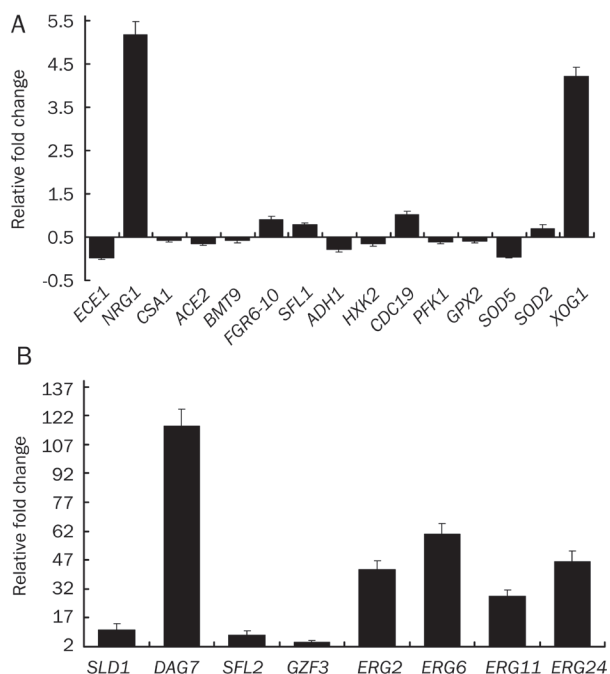 A
Relative fold change
5.5
4.5
3.5
2.5
1.5
0.5
-0.5
ECE1
NRG1
CSA1
ACE2
BMT9
FGR6-10
SFL1
ADH1
HXK2
CDC19
PFK1
GPX2
SOD5
SOD2
XOG1
B
Relative fold change
137
122
107
92
77
62
47
32
17
2
SLD1
DAG7
SFL2
GZF3
ERG2
ERG6
ERG11
ERG24